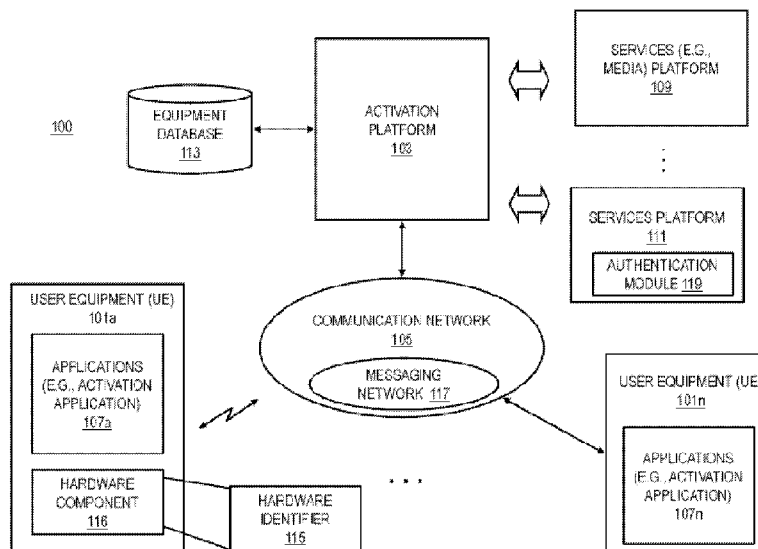 SERVICES (E.G.,
MEDIA) PLATFORM
109
ACTIVATION
PLATFORM
103
EQUIPMENT
DATABASE
113
100
SERVICES PLATFORM
111
AUTHENTICATION
MODULE 119
USER EQUIPMENT (UE)
101a
APPLICATIONS
(E.G., ACTIVATION
APPLICATION)
107a
HARDWARE
COMPONENT
116
COMMUNICATION NETWORK
105
MESSAGING
NETWORK 117
HARDWARE
IDENTIFIER
115
USER EQUIPMENT (UE
101n
APPLICATIONS
(E.G., ACTIVATION
APPLICATION)
107n